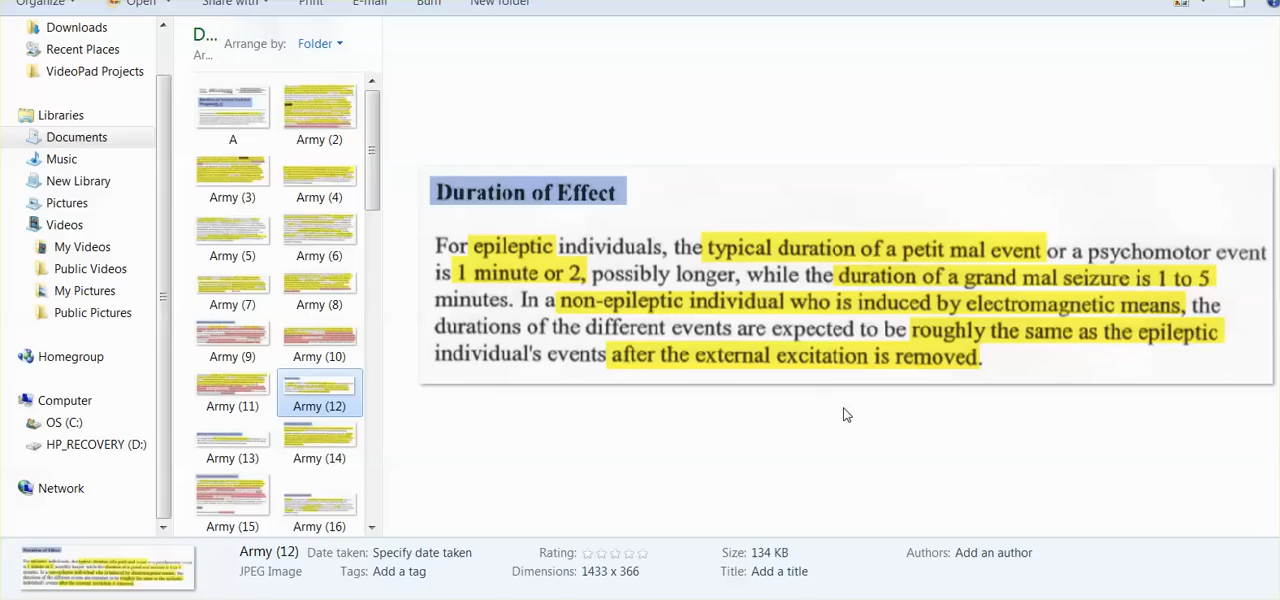 Organize
Open
Share with
Print
E-mail
Burn
New folder
Downloads
Recent Places
VideoPad Projects
Libraries
Documents
Music
New Library
Pictures
Videos
My Videos
Public Videos
My Pictures
Public Pictures
Homegroup
Computer
OS (C:)
HP_RECOVERY (D:)
Network
D...
Ar...
Arrange by: Folder
A
Army (2)
Army (3)
Army (4)
Army (5)
Army (6)
Army (7)
Army (8)
Army (9)
Army (10)
Army (11)
Army (12)
Army (13)
Army (14)
Army (15)
Army (16)
Duration of Effect
For epileptic individuals, the typical duration of a petit mal event or a psychomotor event
is 1 minute or 2, possibly longer, while the duration of a grand mal seizure is 1 to 5
minutes. In a non-epileptic individual who is induced by electromagnetic means, the
durations of the different events are expected to be roughly the same as the epileptic
individual's events after the external excitation is removed.
Army (12)
JPEG Image
Date taken: Specify date taken
Tags: Add a tag
Rating:
Dimensions: 1433 x 366
Size: 134 KB
Title: Add a title
Authors: Add an author